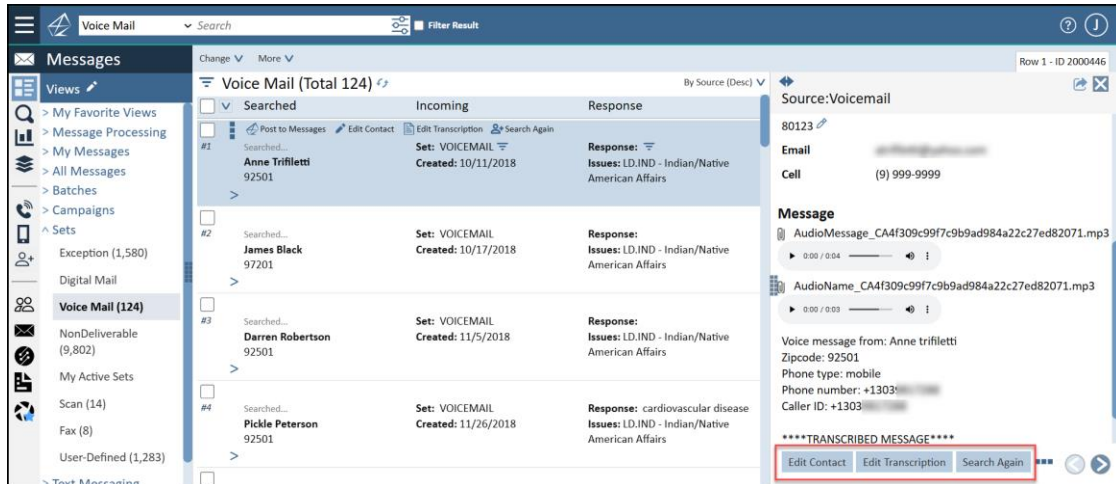 Voice Mail
Search
Filter Result
J
Messages
Change
More
Row 1 - ID 2000446
Views
> My Favorite Views
> Message Processing
> My Messages
> All Messages
> Batches
> Campaigns
^ Sets
Exception (1,580)
Digital Mail
Voice Mail (124)
NonDeliverable
(9,802)
My Active Sets
Scan (14)
Fax (8)
User-Defined (1,283)
> Text Messaging
Voice Mail (Total 124)
By Source (Desc)
Searched Incoming Response
Post to Messages Edit Contact Edit Transcription Search Again
#1
Searched... Set: VOICEMAIL Response:
Anne Trifiletti Created: 10/11/2018 Issues: LD.IND - Indian/Native
92501 American Affairs
>
#2
Searched... Set: VOICEMAIL Response:
James Black Created: 10/17/2018 Issues: LD.IND - Indian/Native
97201 American Affairs
>
#3
Searched... Set: VOICEMAIL Response:
Darren Robertson Created: 11/5/2018 Issues: LD.IND - Indian/Native
92501 American Affairs
>
#4
Searched... Set: VOICEMAIL Response: cardiovascular disease
Pickle Peterson Created: 11/26/2018 Issues: LD.IND - Indian/Native
92501 American Affairs
>
Source:Voicemail
80123
Email
Cell (9) 999-9999
Message
AudioMessage_CA4f309c99f7c9b9ad984a22c27ed82071.mp3
0:00 / 0:04
AudioName_CA4f309c99f7c9b9ad984a22c27ed82071.mp3
0:00 / 0:03
Voice message from: Anne trifiletti
Zipcode: 92501
Phone type: mobile
Phone number: +1303
Caller ID: +1303
****TRANSCRIBED MESSAGE****
Edit Contact Edit Transcription Search Again